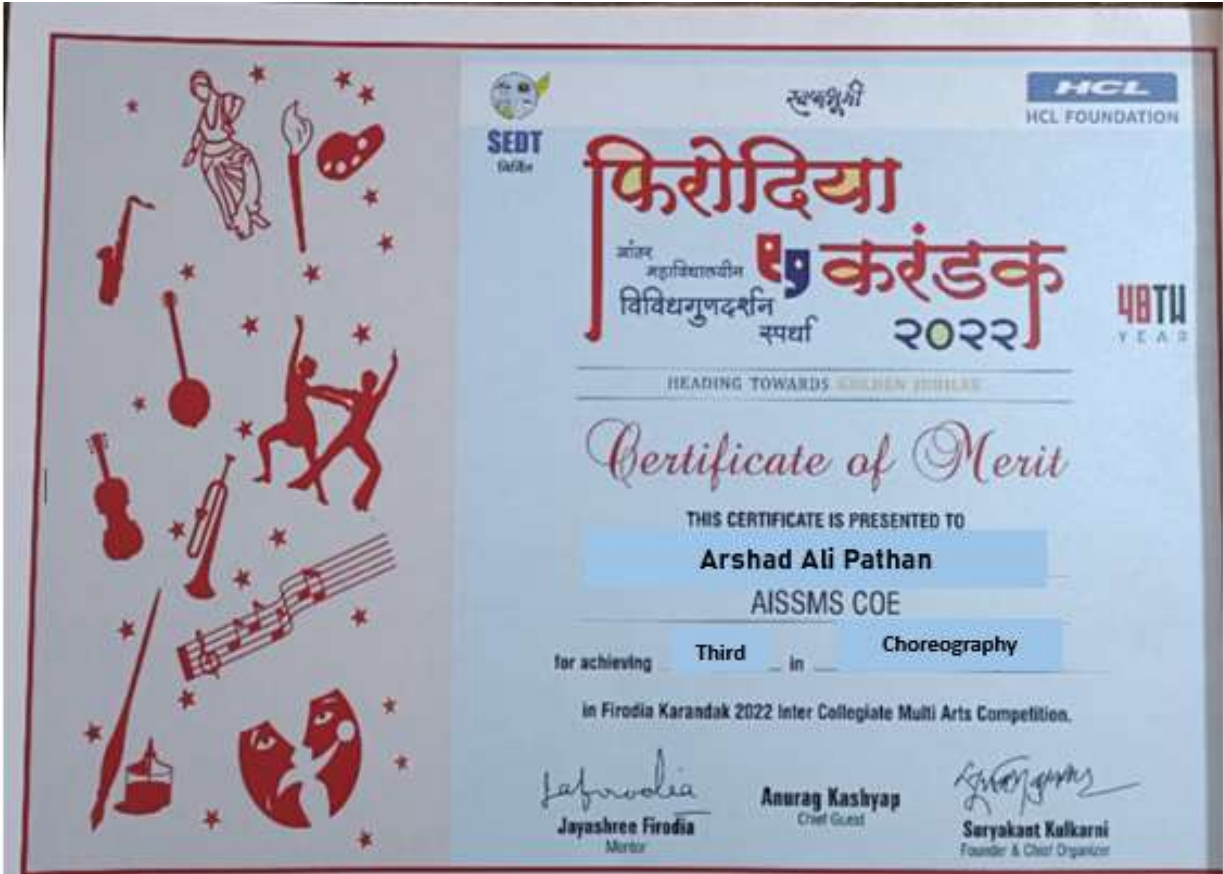 SEDT
निर्मित
स्वप्नभूमी
HCL
HCL FOUNDATION
फिरोदिया
आंतर
महाविद्यालयीन
करंडक
विविधगुणदर्शन
स्पर्धा
२०२२
48TH
YEAR
HEADING TOWARDS GOLDEN JUBILEE
Certificate of Merit
THIS CERTIFICATE IS PRESENTED TO
Arshad Ali Pathan
AISSMS COE
for achieving Third in Choreography
in Firodia Karandak 2022 Inter Collegiate Multi Arts Competition.
Jayashree Firodia
Mentor
Anurag Kashyap
Chief Guest
Suryakant Kulkarni
Founder & Chief Organizer